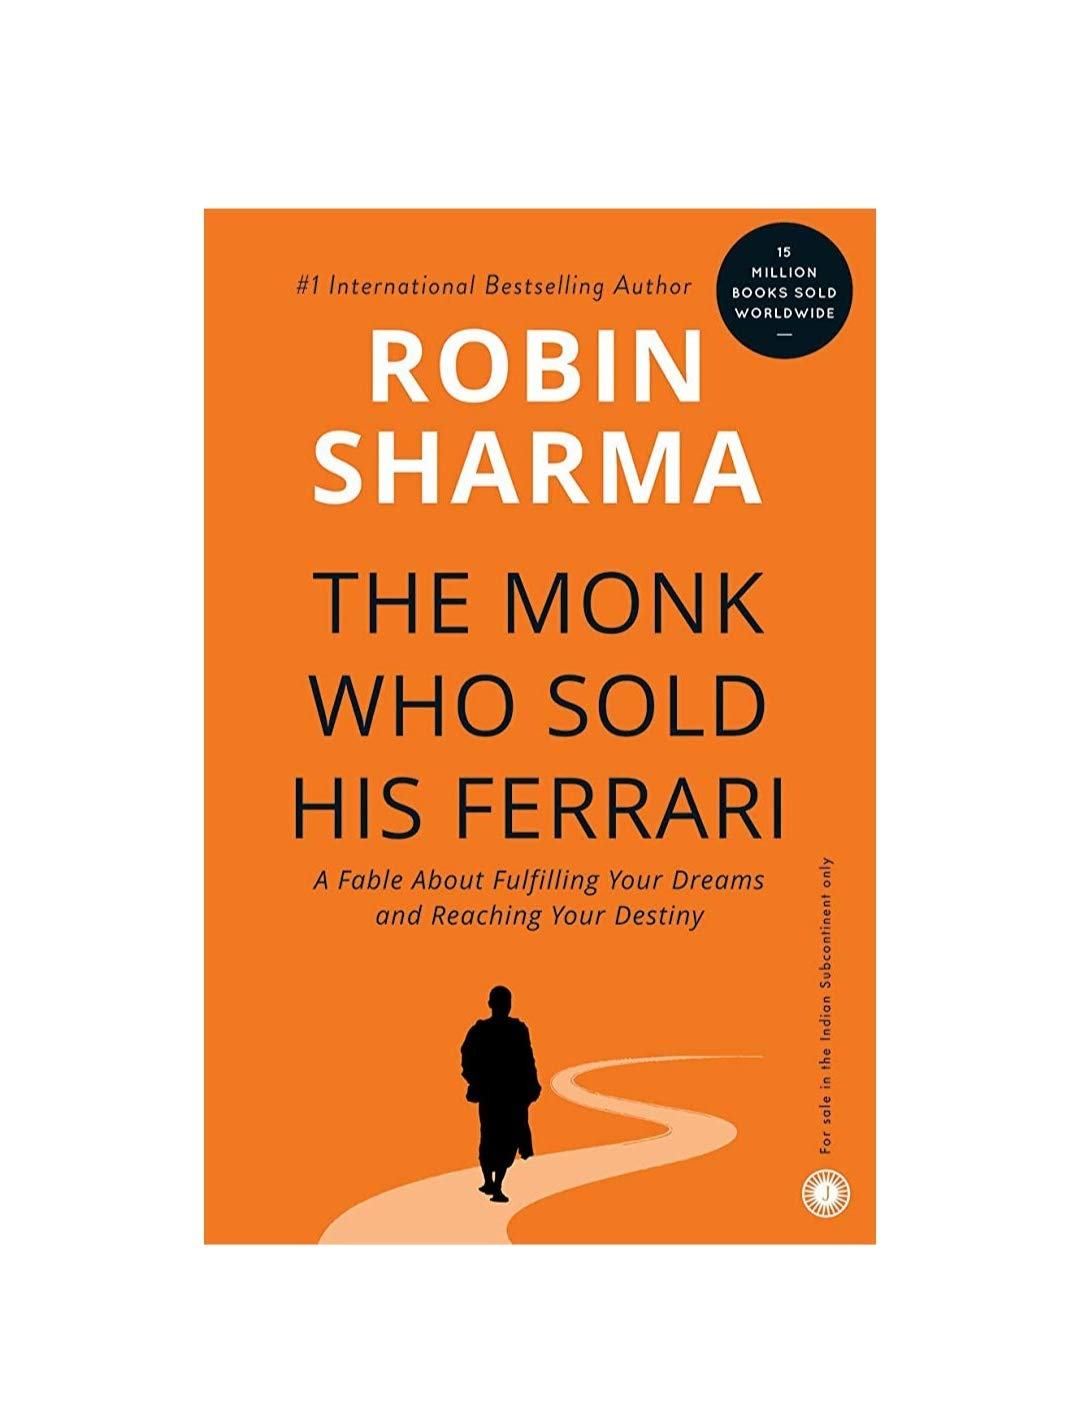 #1 International Bestselling Author
15
MILLION
BOOKS SOLD
WORLDWIDE
ROBIN
SHARMA
THE MONK
WHO SOLD
HIS FERRARI
A Fable About Fulfilling Your Dreams
and Reaching Your Destiny
For sale in the Indian Subcontinent only
J